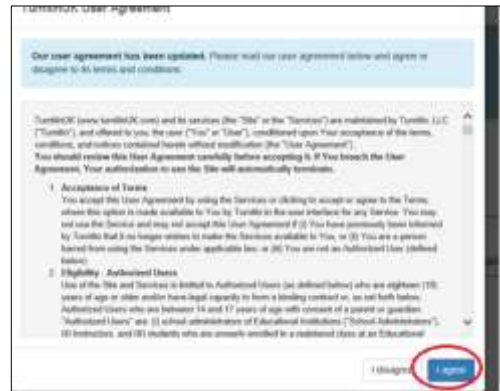 TurnitinUK User Agreement
Our user agreement has been updated. Please read our user agreement below and agree or
disagree to its terms and conditions.
TurnitinUK (www.turnitinUK.com) and its services (the "Site" or the "Services") are maintained by Turnitin, LLC
("Turnitin"), and offered to you, the user ("You" or "User"), conditioned upon Your acceptance of the terms,
conditions, and notices contained herein without modification (the "User Agreement").
You should review this User Agreement carefully before accepting it. If You breach the User
Agreement, Your authorization to use the Site will automatically terminate.
1. Acceptance of Terms
You accept this User Agreement by using the Services or clicking to accept or agree to the Terms,
where this option is made available to You by Turnitin in the user interface for any Service. You may
not use the Service and may not accept this User Agreement if (i) You have previously been informed
by Turnitin that it no longer wishes to make the Services available to You, or (ii) You are a person
barred from using the Services under applicable law, or (iii) You are not an Authorized User (defined
below).
2. Eligibility - Authorized Users
Use of the Site and Services is limited to Authorized Users (as defined below) who are eighteen (18)
years of age or older and/or have legal capacity to form a binding contract or, as set forth below,
Authorized Users who are between 14 and 17 years of age with consent of a parent or guardian.
"Authorized Users" are: (i) school administrators of Educational Institutions ("School Administrators"),
(ii) Instructors, and (iii) students who are properly enrolled in a registered class at an Educational
I disagree
I agree